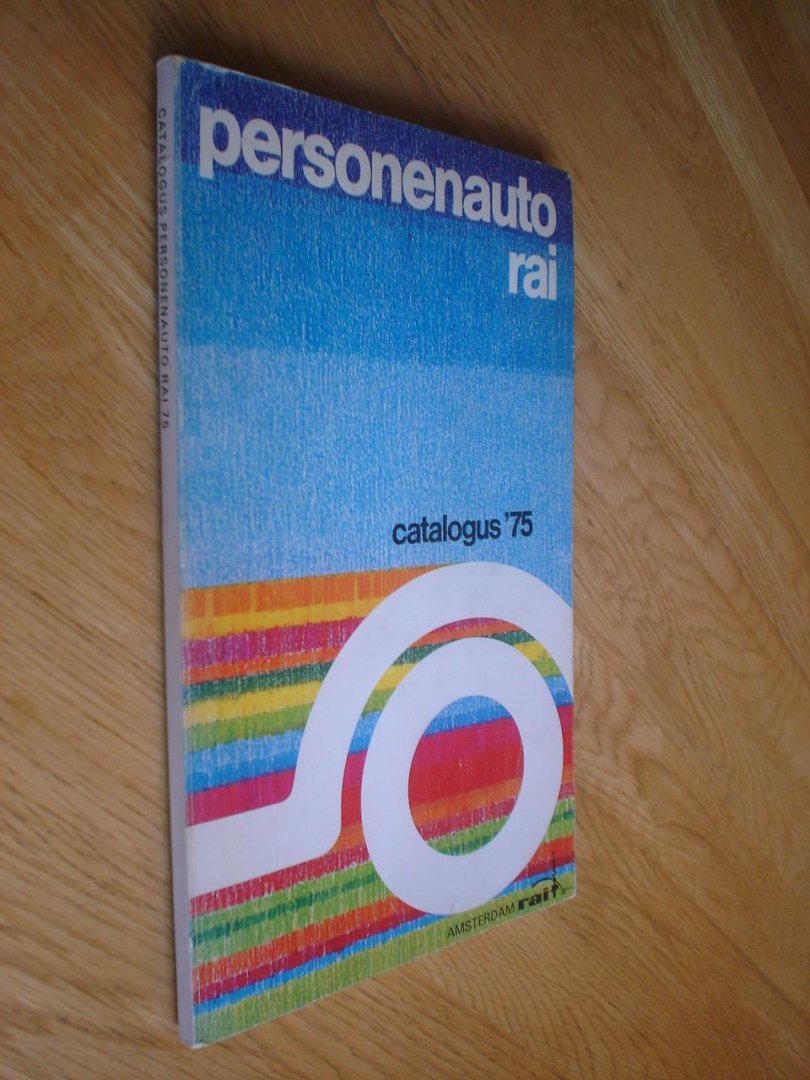 CATALOGUS PERSONENAUTO RAI 75
personenauto
rai
catalogus '75
AMSTERDAM rai